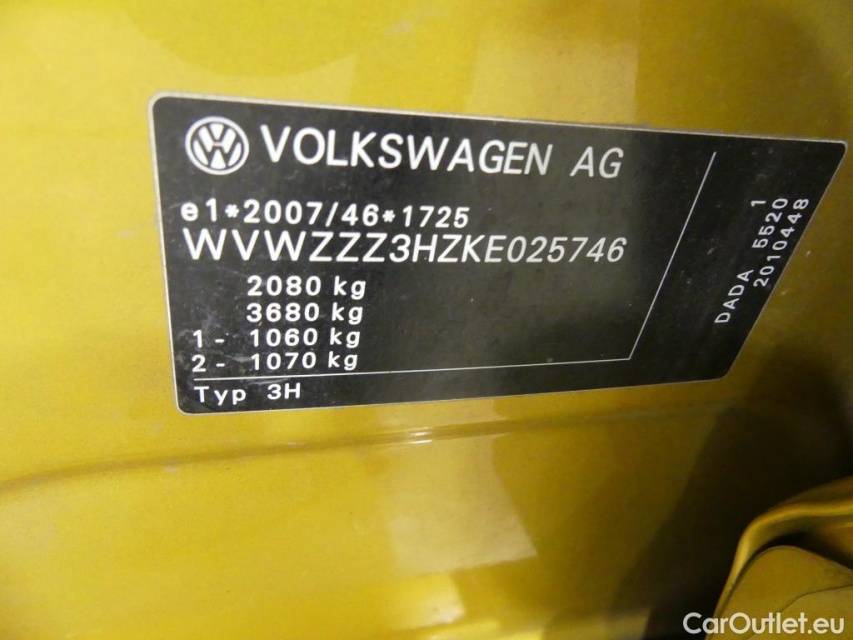 VOLKSWAGEN AG
e1*2007/46*1725
WVWZZZ3HZKE025746
2080 kg
3680 kg
1- 1060 kg
2- 1070 kg
Typ 3H
1
DADA 5520
2010448
CarOutlet.eu